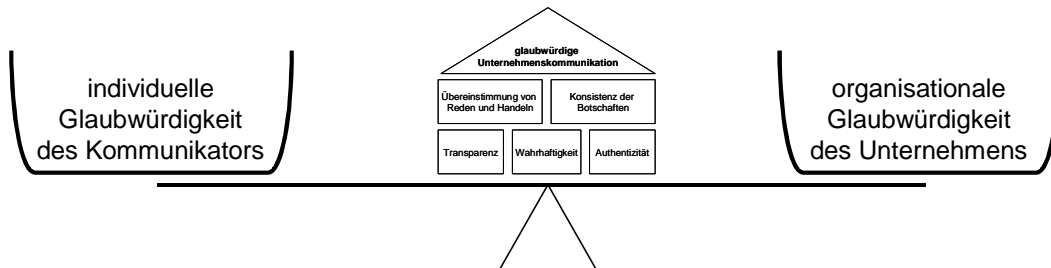 individuelle
Glaubwürdigkeit
des Kommunikators
glaubwürdige
Unternehmenskommunikation
Übereinstimmung von
Reden und Handeln
Konsistenz der
Botschaften
Transparenz
Wahrhaftigkeit
Authentizität
organisationale
Glaubwürdigkeit
des Unternehmens